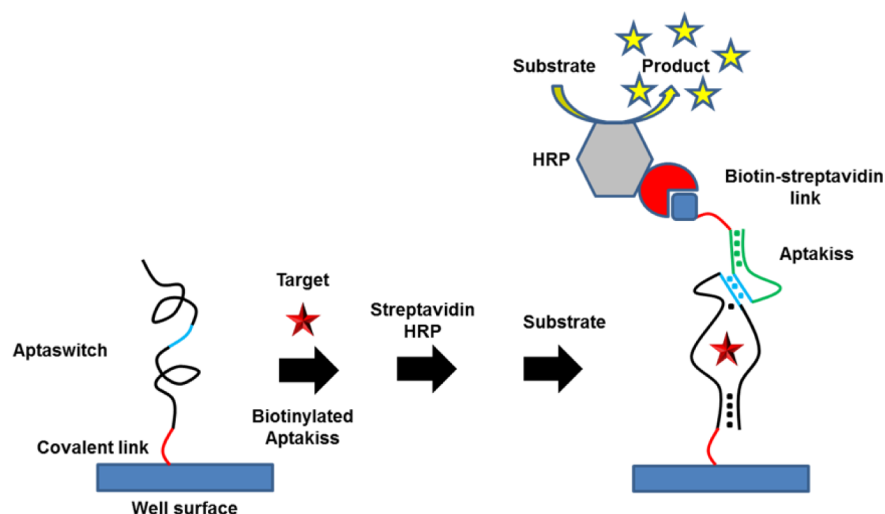 Substrate
Product
HRP
Biotin-streptavidin
link
Aptakiss
Target
Streptavidin
HRP
Substrate
Aptaswitch
Biotinylated
Aptakiss
Covalent link
Well surface